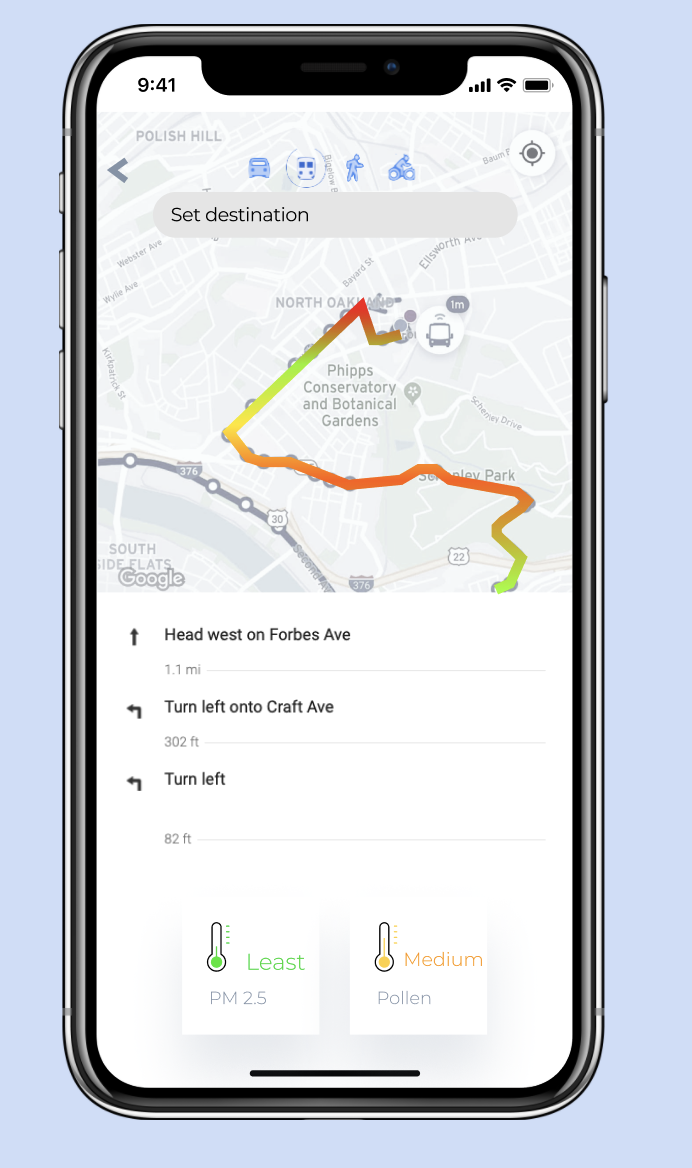 9:41
POLISH HILL
Baum
Bigelow B
Set destination
Webster Ave
Ellsworth Ave
Bayard St
Wylie Ave
NORTH OAKLAND
1m
Kirkpatrick St
Phipps
Conservatory
and Botanical
Gardens
Schenley Drive
376
Schenley Park
30
SOUTH
SIDE FLATS
Second Av
22
Google
376
Head west on Forbes Ave
1.1 mi
Turn left onto Craft Ave
302 ft
Turn left
82 ft
Least
Medium
PM 2.5
Pollen